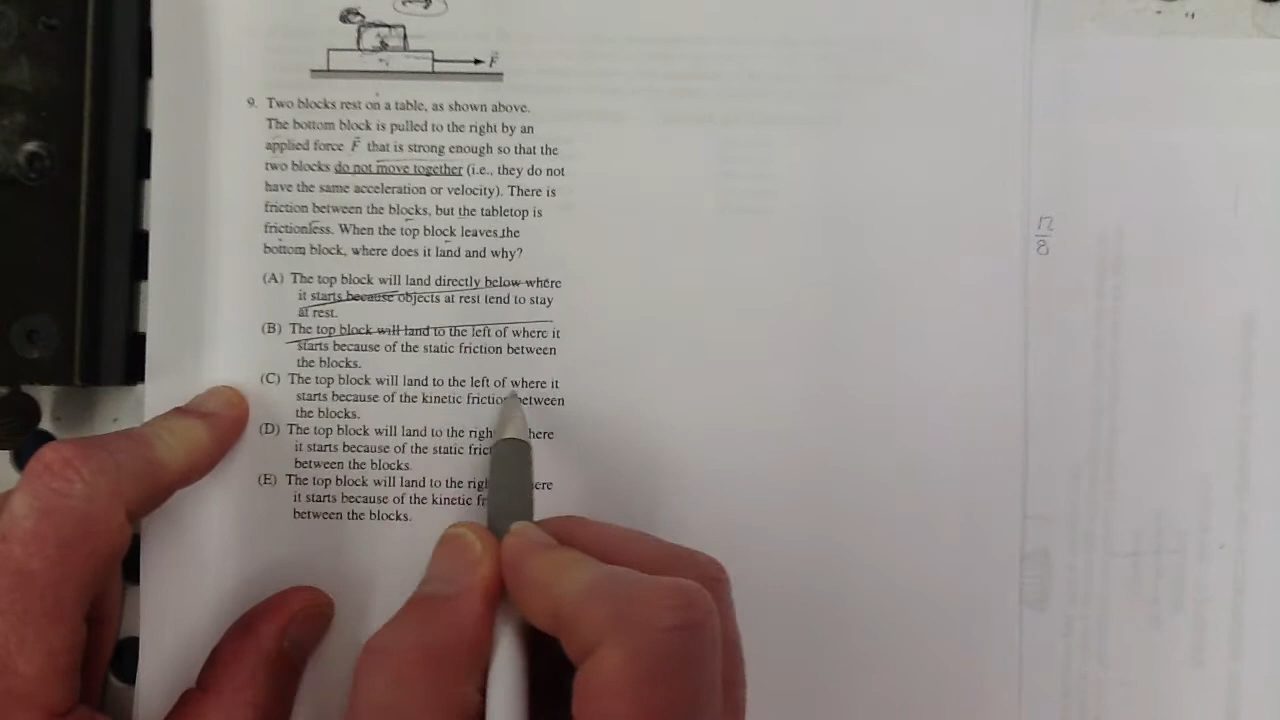 F
9. Two blocks rest on a table, as shown above.
The bottom block is pulled to the right by an
applied force F that is strong enough so that the
two blocks do not move together (i.e., they do not
have the same acceleration or velocity). There is
friction between the blocks, but the tabletop is
frictionless. When the top block leaves the
bottom block, where does it land and why?
(A) The top block will land directly below where
it starts because objects at rest tend to stay
at rest.
(B) The top block will land to the left of where it
starts because of the static friction between
the blocks.
(C) The top block will land to the left of where it
starts because of the kinetic between
the blocks.
(D) The top block will land to the
it starts because of the static
between the blocks.
(E) The top block will land to the
it starts because of the kinetic
between the blocks.